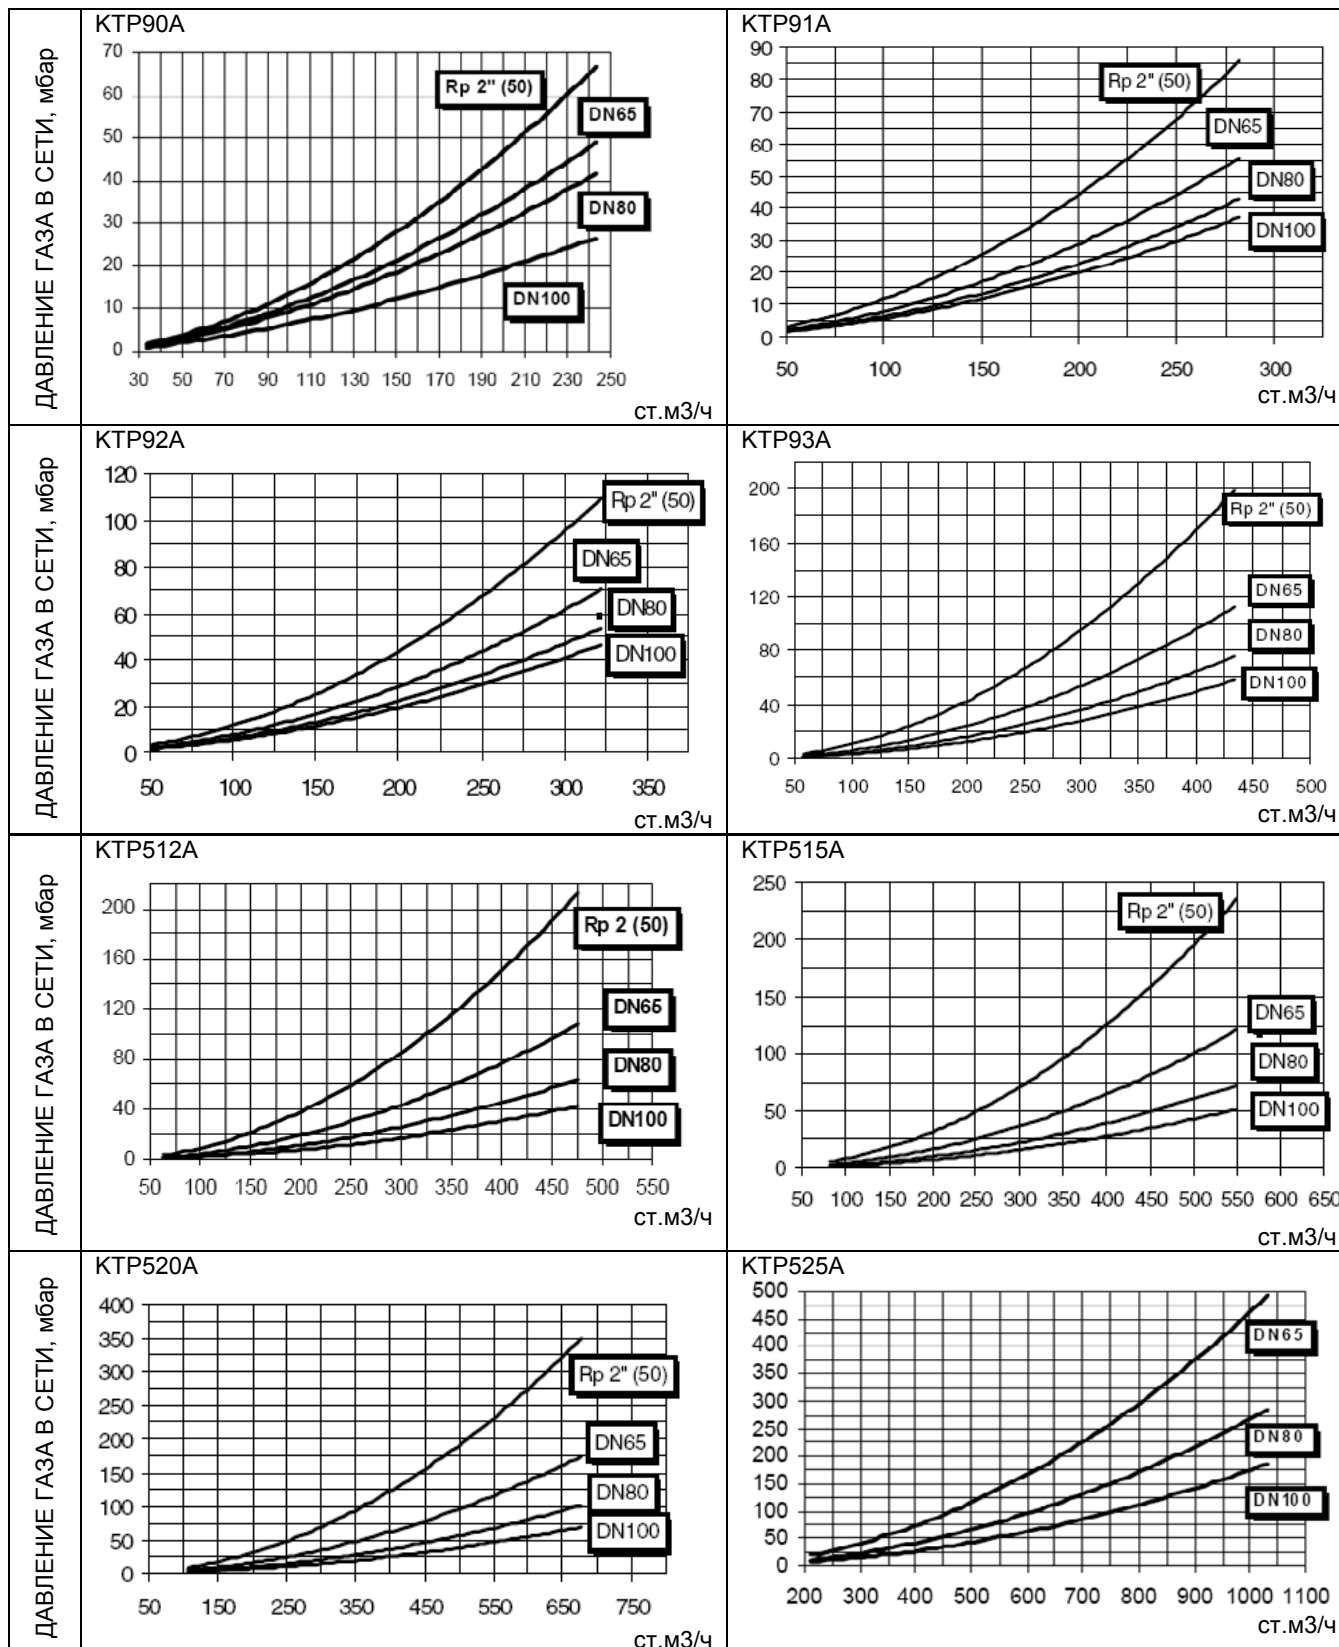 ДАВЛЕНИЕ ГАЗА В СЕТИ, мбар
KTP90A
70
60
50
40
30
20
10
0
Rp 2" (50)
DN65
DN80
DN100
30 50 70 90 110 130 150 170 190 210 230 250
ст.м3/ч
KTP91A
90
80
70
60
50
40
30
20
10
0
Rp 2" (50)
DN65
DN80
DN100
50 100 150 200 250 300
ст.м3/ч
ДАВЛЕНИЕ ГАЗА В СЕТИ, мбар
KTP92A
120
100
80
60
40
20
0
Rp 2" (50)
DN65
DN80
DN100
50 100 150 200 250 300 350
ст.м3/ч
KTP93A
200
160
120
80
40
0
Rp 2" (50)
DN65
DN80
DN100
50 100 150 200 250 300 350 400 450 500
ст.м3/ч
ДАВЛЕНИЕ ГАЗА В СЕТИ, мбар
KTP512A
200
160
120
80
40
0
Rp 2 (50)
DN65
DN80
DN100
50 100 150 200 250 300 350 400 450 500 550
ст.м3/ч
KTP515A
250
200
150
100
50
0
Rp 2" (50)
DN65
DN80
DN100
50 100 150 200 250 300 350 400 450 500 550 600 650
ст.м3/ч
ДАВЛЕНИЕ ГАЗА В СЕТИ, мбар
KTP520A
400
350
300
250
200
150
100
50
0
Rp 2" (50)
DN65
DN80
DN100
50 150 250 350 450 550 650 750
ст.м3/ч
KTP525A
500
450
400
350
300
250
200
150
100
50
0
DN65
DN80
DN100
200 300 400 500 600 700 800 900 1000 1100
ст.м3/ч